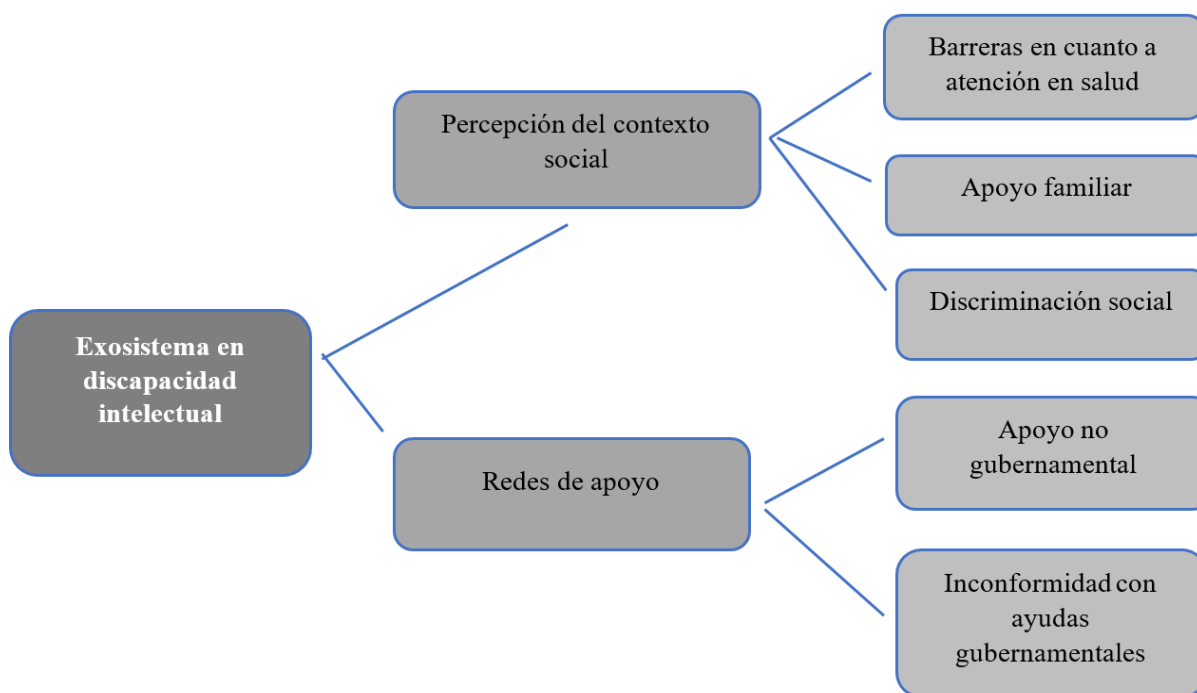 Exosistema en
discapacidad
intelectual
Percepción del contexto
social
Barreras en cuanto a
atención en salud
Apoyo familiar
Discriminación social
Redes de apoyo
Apoyo no
gubernamental
Inconformidad con
ayudas
gubernamentales